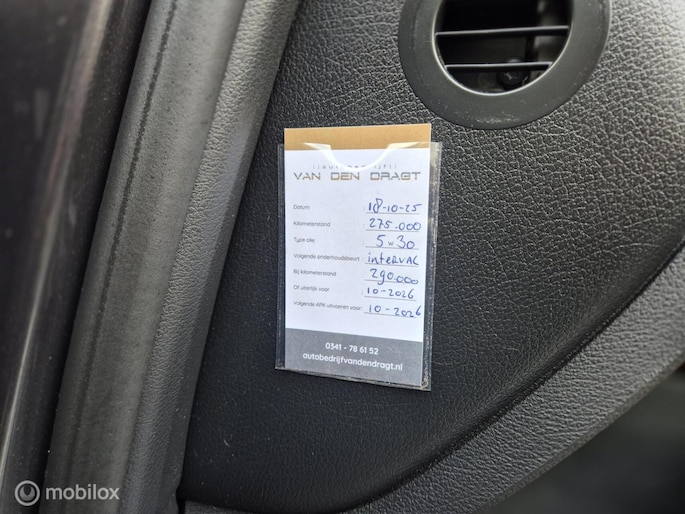 VAN DEN DRAGT
Datum: 18-10-25
Kilometerstand: 275.000
Type olie: 5w30
Volgende onderhoudsbeurt: interval
Bij kilometerstand: 290.000
Of uiterlijk voor: 10-2026
Volgende APK uitvoeren voor: 10-2026
0341 - 78 61 52
autobedrijfvandendragt.nl
mobilox